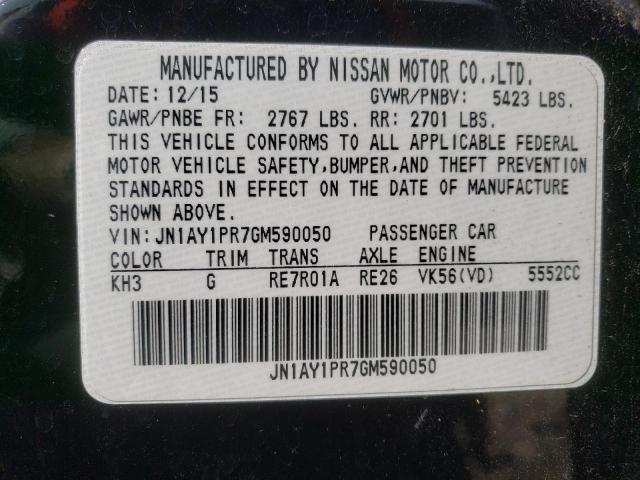 MANUFACTURED BY NISSAN MOTOR CO.,LTD.
DATE: 12/15 GVWR/PNBV: 5423 LBS.
GAWR/PNBE FR: 2767 LBS. RR: 2701 LBS.
THIS VEHICLE CONFORMS TO ALL APPLICABLE FEDERAL
MOTOR VEHICLE SAFETY,BUMPER,AND THEFT PREVENTION
STANDARDS IN EFFECT ON THE DATE OF MANUFACTURE
SHOWN ABOVE.
VIN:JN1AY1PR7GM590050 PASSENGER CAR
COLOR TRIM TRANS AXLE ENGINE
KH3 G RE7R01A RE26 VK56(VD) 5552CC
JN1AY1PR7GM590050